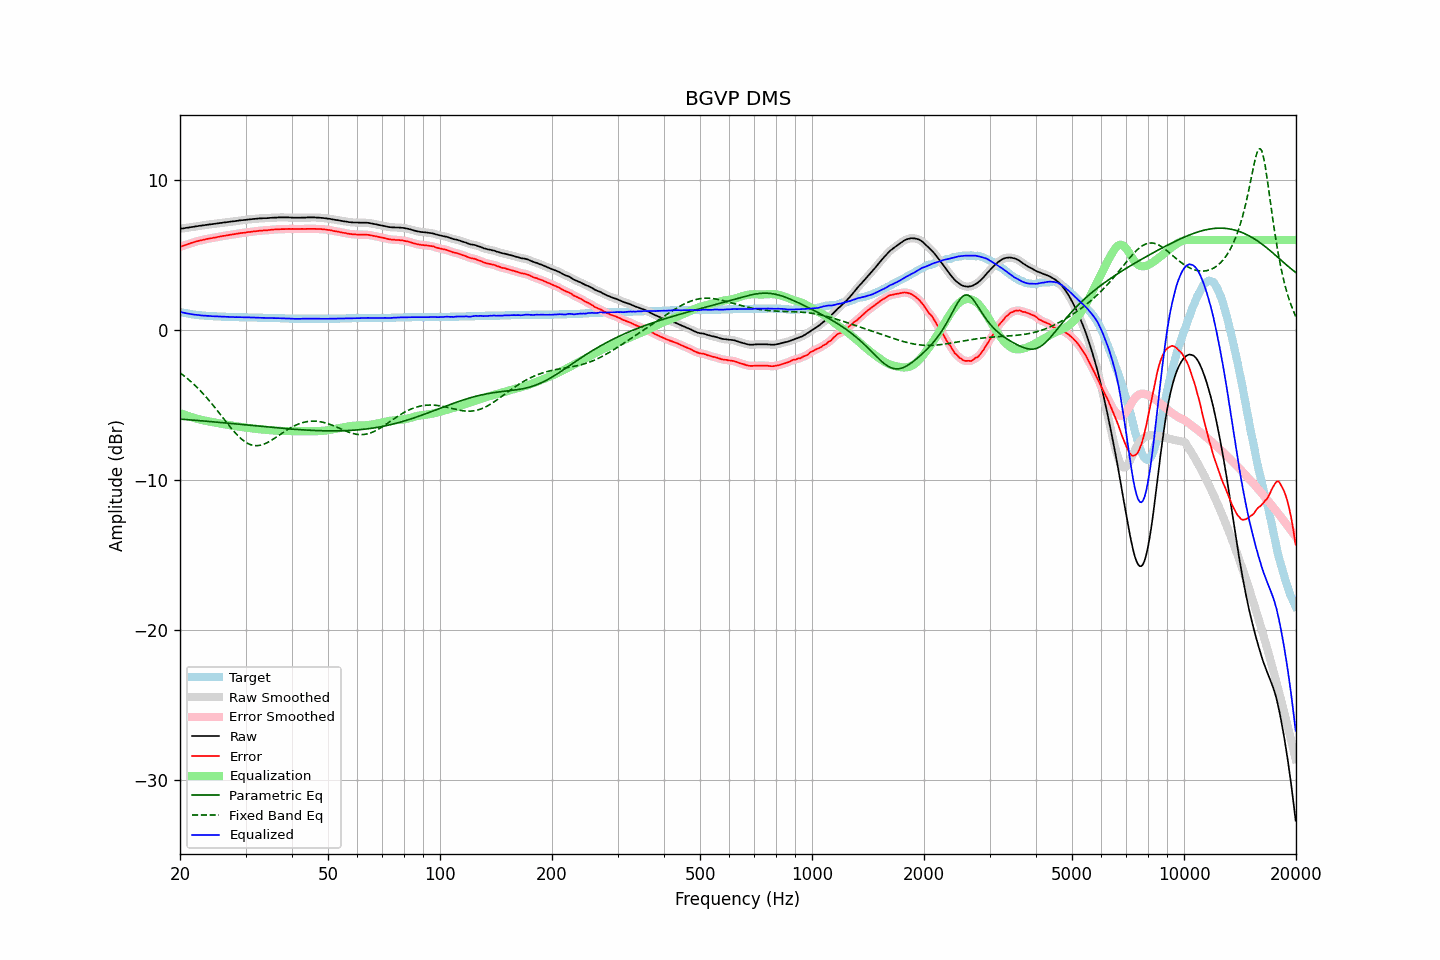 BGVP DMS
Amplitude (dBr)
10
0
−10
−20
−30
Target
Raw Smoothed
Error Smoothed
Raw
Error
Equalization
Parametric Eq
Fixed Band Eq
Equalized
20 50 100 200 500 1000 2000 5000 10000 20000
Frequency (Hz)